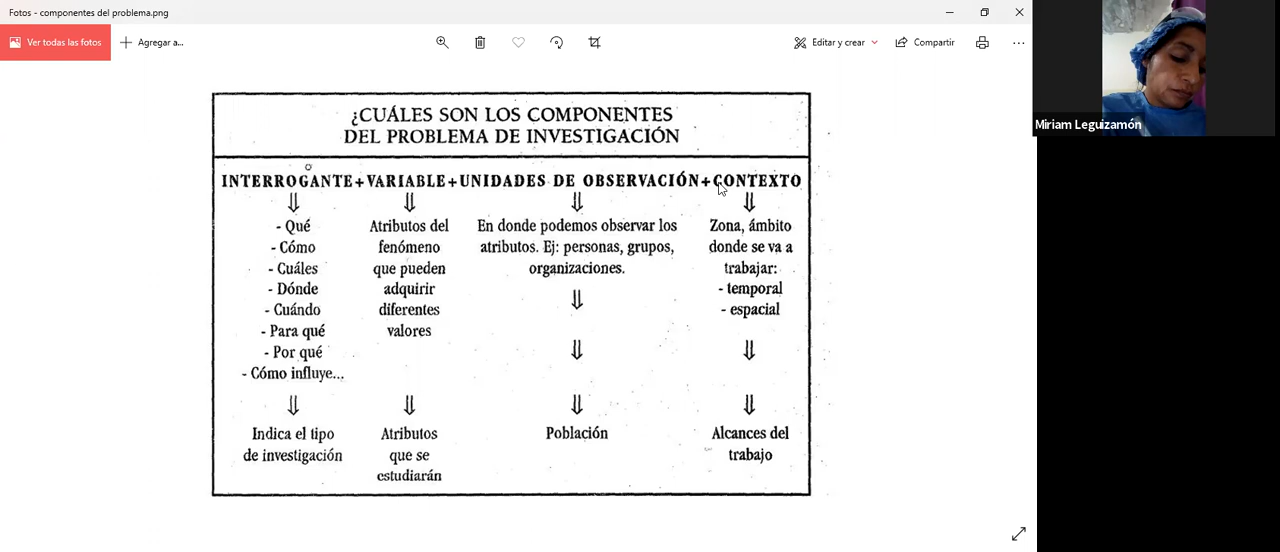 Fotos - componentes del problema.png
Ver todas las fotos
Agregar a...
Editar y crear
Compartir
Miriam Leguizamón
¿CUÁLES SON LOS COMPONENTES
DEL PROBLEMA DE INVESTIGACIÓN
INTERROGANTE+VARIABLE+UNIDADES DE OBSERVACIÓN+CONTEXTO
- Qué
- Cómo
- Cuáles
- Dónde
- Cuándo
- Para qué
- Por qué
- Cómo influye...
Indica el tipo
de investigación
Atributos del
fenómeno
que pueden
adquirir
diferentes
valores
Atributos
que se
estudiarán
En donde podemos observar los
atributos. Ej: personas, grupos,
organizaciones.
Población
Zona, ámbito
donde se va a
trabajar:
- temporal
- espacial
Alcances del
trabajo